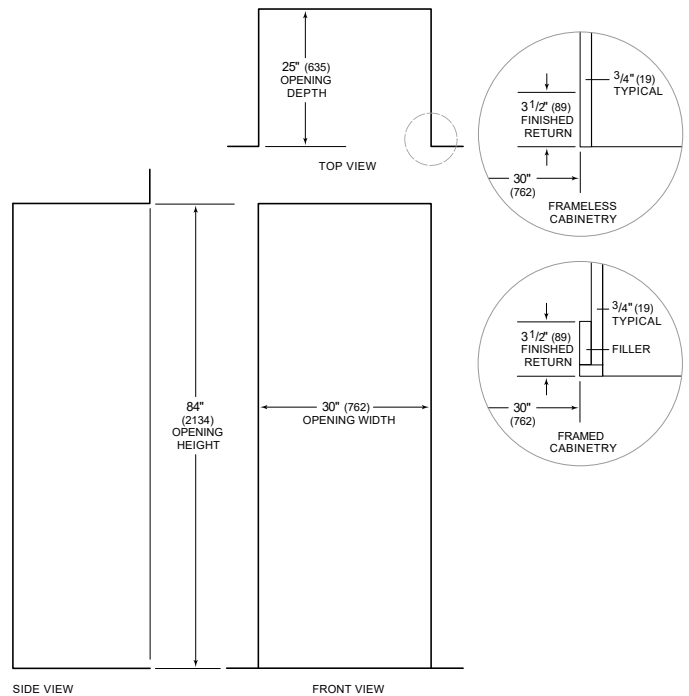 25" (635)
OPENING
DEPTH
TOP VIEW
3/4" (19)
TYPICAL
3 1/2" (89)
FINISHED
RETURN
30"
(762)
FRAMELESS
CABINETRY
3/4" (19)
TYPICAL
3 1/2" (89)
FINISHED
RETURN
FILLER
30"
(762)
FRAMED
CABINETRY
84"
(2134)
OPENING
HEIGHT
30" (762)
OPENING WIDTH
SIDE VIEW
FRONT VIEW